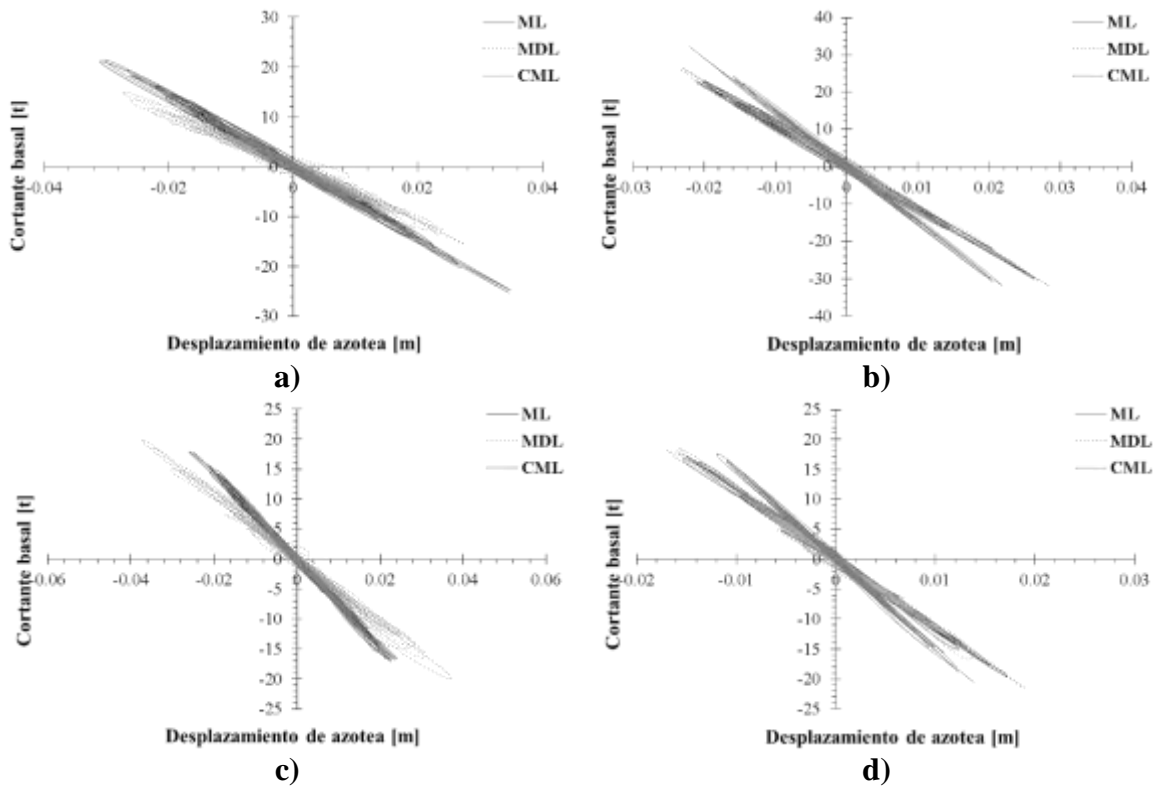 30
20
10
0
-10
-20
-30
-0.04
-0.02
0
0.02
0.04
Cortante basal [t]
Desplazamiento de azotea [m]
ML
MDL
CML
a)
40
30
20
10
0
-10
-20
-30
-40
-0.03
-0.02
-0.01
0
0.01
0.02
0.03
0.04
Cortante basal [t]
Desplazamiento de azotea [m]
ML
MDL
CML
b)
25
20
15
10
5
0
-5
-10
-15
-20
-25
-0.06
-0.04
-0.02
0
0.02
0.04
0.06
Cortante basal [t]
Desplazamiento de azotea [m]
ML
MDL
CML
c)
25
20
15
10
5
0
-5
-10
-15
-20
-25
-0.02
-0.01
0
0.01
0.02
0.03
Cortante basal [t]
Desplazamiento de azotea [m]
ML
MDL
CML
d)